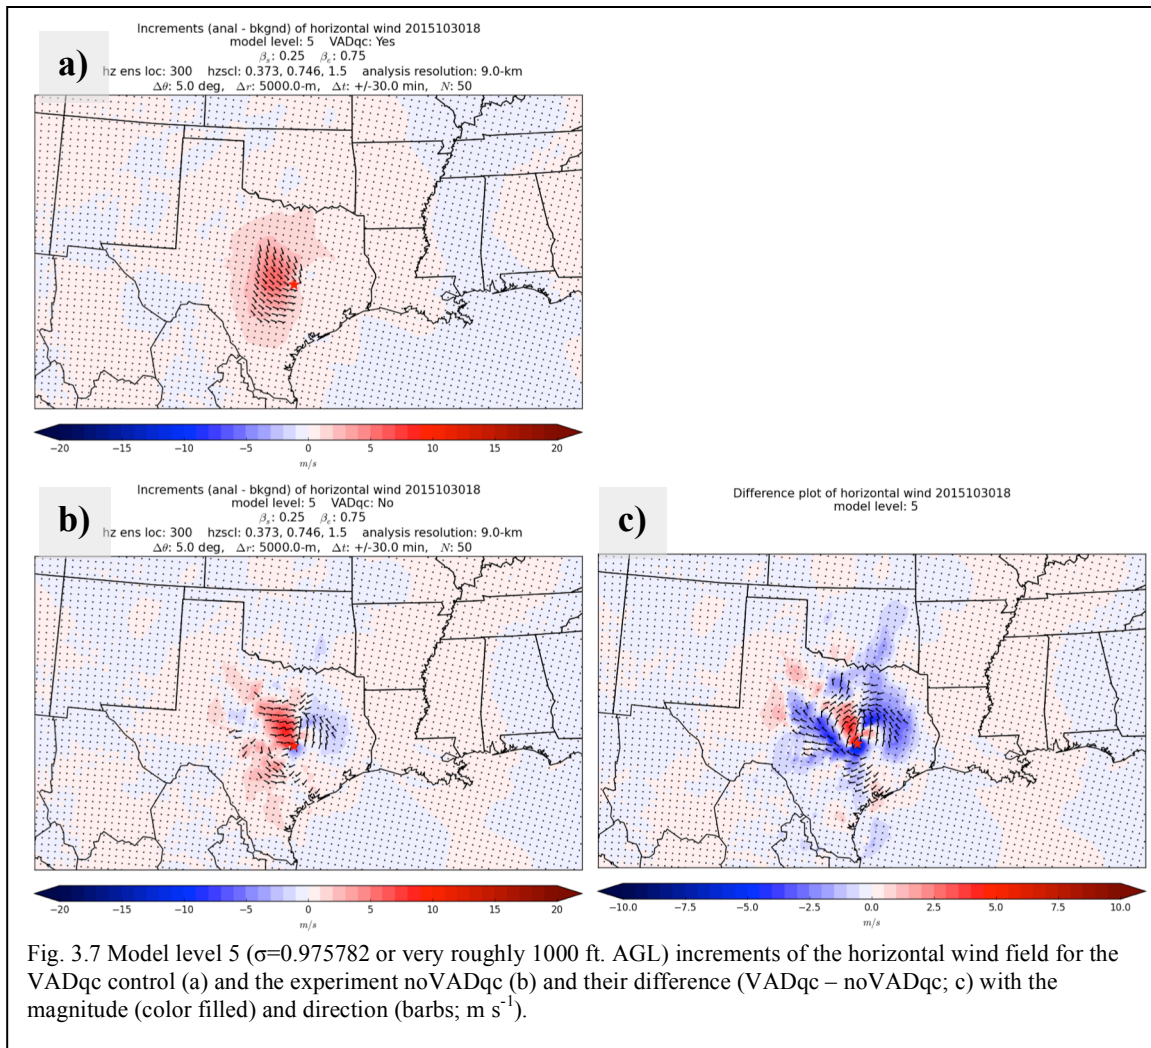 Increments (anal - bkgnd) of horizontal wind 2015103018
model level: 5 VADqc: Yes
βs: 0.25 βe: 0.75
hz ens loc: 300 hzscl: 0.373, 0.746, 1.5 analysis resolution: 9.0-km
Δθ: 5.0 deg, Δr: 5000.0-m, Δt: +/-30.0 min, N: 50
a)
−20 −15 −10 −5 0 5 10 15 20
m/s
Increments (anal - bkgnd) of horizontal wind 2015103018
model level: 5 VADqc: No
βs: 0.25 βe: 0.75
hz ens loc: 300 hzscl: 0.373, 0.746, 1.5 analysis resolution: 9.0-km
Δθ: 5.0 deg, Δr: 5000.0-m, Δt: +/-30.0 min, N: 50
b)
−20 −15 −10 −5 0 5 10 15 20
m/s
Difference plot of horizontal wind 2015103018
model level: 5
c)
−10.0 −7.5 −5.0 −2.5 0.0 2.5 5.0 7.5 10.0
m/s
Fig. 3.7 Model level 5 (σ=0.975782 or very roughly 1000 ft. AGL) increments of the horizontal wind field for the
VADqc control (a) and the experiment noVADqc (b) and their difference (VADqc – noVADqc; c) with the
magnitude (color filled) and direction (barbs; m s⁻¹).